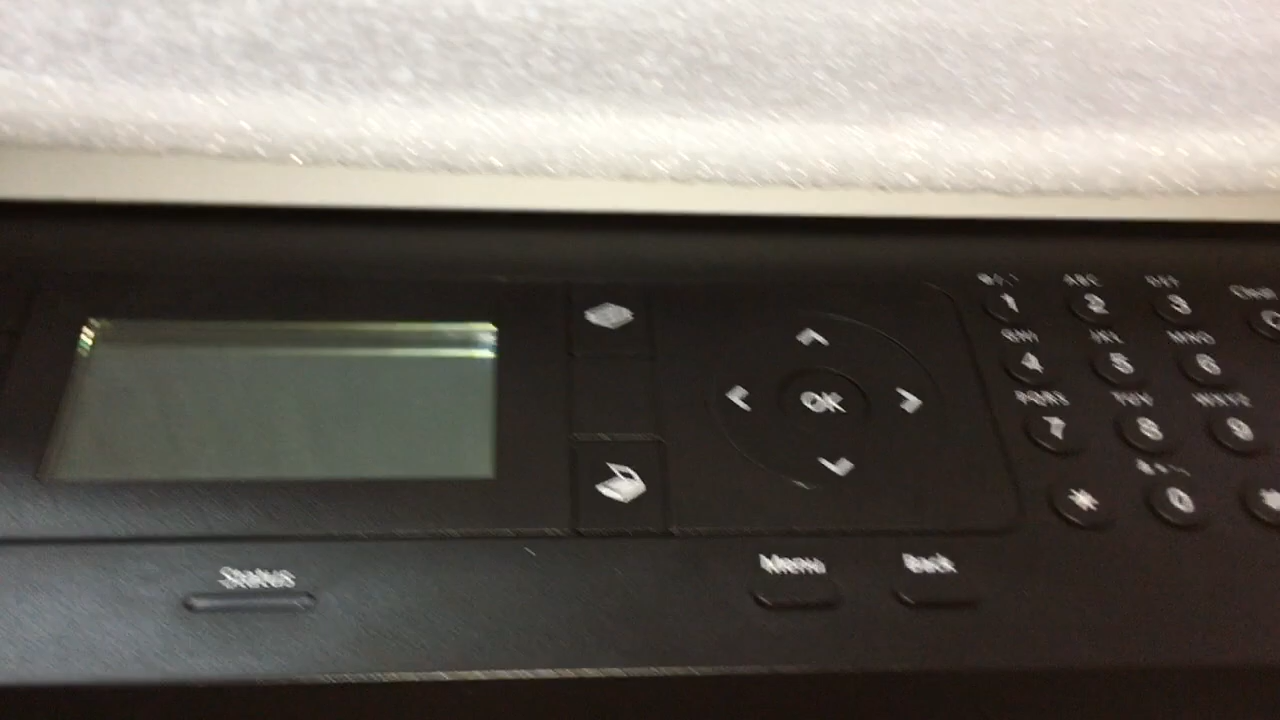 ABC DEF Clear
1 2 3 C
GHI JKL MNO
4 5 6
PQRS TUV WXYZ
OK
7 8 9
* 0
Status Menu Back